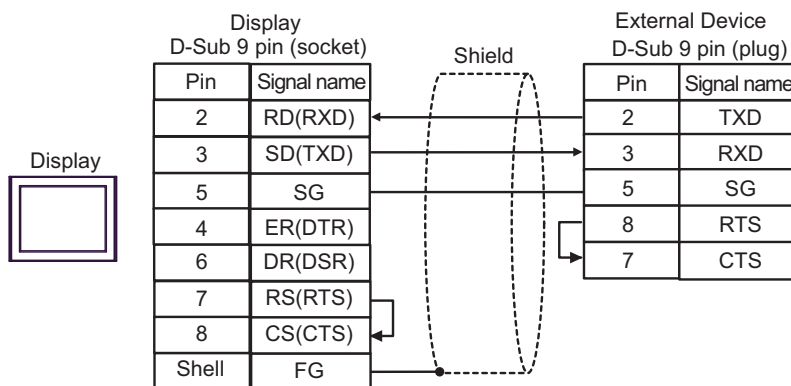 Display
D-Sub 9 pin (socket)
Shield
External Device
D-Sub 9 pin (plug)
Display
Pin Signal name
2 RD(RXD)
3 SD(TXD)
5 SG
4 ER(DTR)
6 DR(DSR)
7 RS(RTS)
8 CS(CTS)
Shell FG
Pin Signal name
2 TXD
3 RXD
5 SG
8 RTS
7 CTS